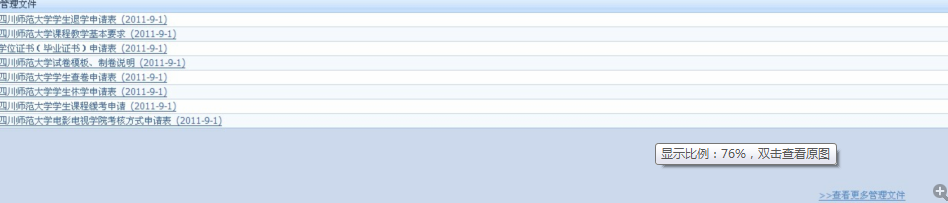 管理文件
四川师范大学学生退学申请表（2011-9-1）
四川师范大学课程教学基本要求（2011-9-1）
学位证书（毕业证书）申请表（2011-9-1）
四川师范大学试卷模板、制卷说明（2011-9-1）
四川师范大学学生查卷申请表（2011-9-1）
四川师范大学学生休学申请表（2011-9-1）
四川师范大学学生课程缓考申请（2011-9-1）
四川师范大学电影电视学院考核方式申请表（2011-9-1）
显示比例：76%，双击查看原图
>>查看更多管理文件